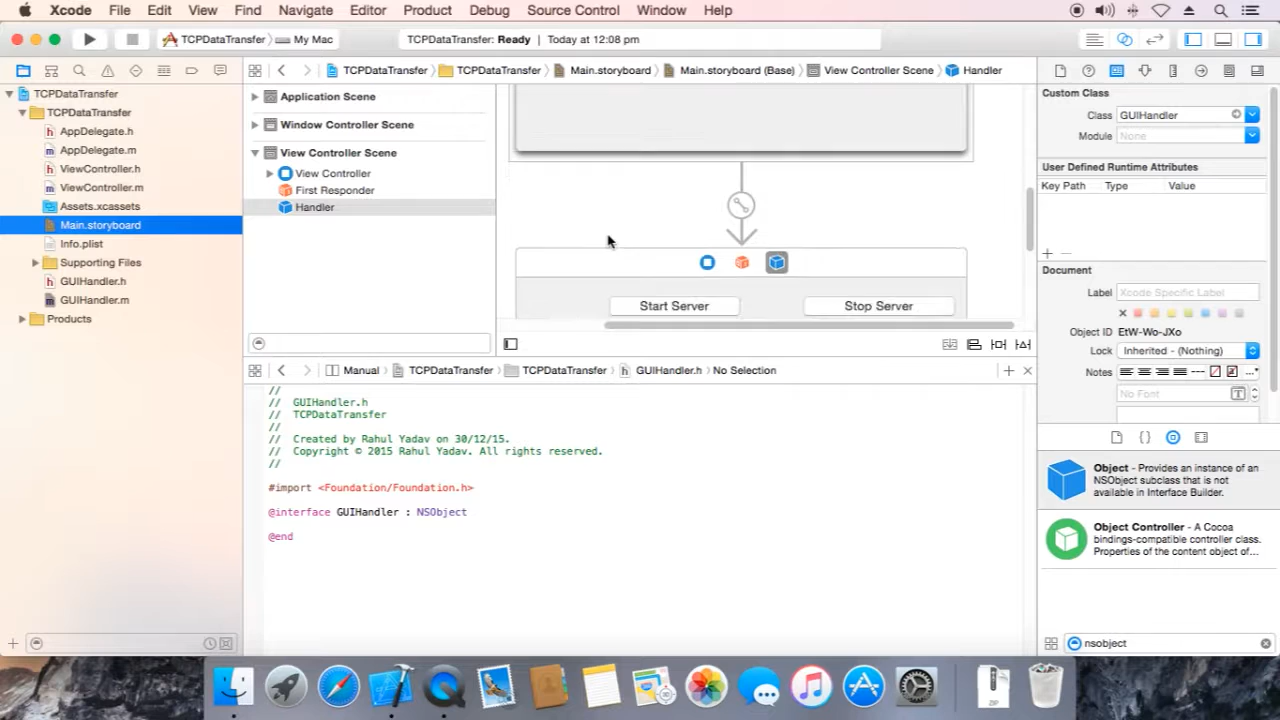 Xcode File Edit View Find Navigate Editor Product Debug Source Control Window Help
TCPDataTransfer My Mac
TCPDataTransfer: Ready | Today at 12:08 pm
TCPDataTransfer TCPDataTransfer Main.storyboard Main.storyboard (Base) View Controller Scene Handler
TCPDataTransfer
TCPDataTransfer
AppDelegate.h
AppDelegate.m
ViewController.h
ViewController.m
Assets.xcassets
Main.storyboard
Info.plist
Supporting Files
GUIHandler.h
GUIHandler.m
Products
Application Scene
Window Controller Scene
View Controller Scene
View Controller
First Responder
Handler
Start Server Stop Server
Manual TCPDataTransfer TCPDataTransfer GUIHandler.h No Selection
//
// GUIHandler.h
// TCPDataTransfer
//
// Created by Rahul Yadav on 30/12/15.
// Copyright © 2015 Rahul Yadav. All rights reserved.
//
#import <Foundation/Foundation.h>
@interface GUIHandler : NSObject
@end
Custom Class
Class GUIHandler
Module None
User Defined Runtime Attributes
Key Path Type Value
Document
Label Xcode Specific Label
Object ID EtW-Wo-JXo
Lock Inherited - (Nothing)
Notes
No Font
Object - Provides an instance of an
NSObject subclass that is not
available in Interface Builder.
Object Controller - A Cocoa
bindings-compatible controller class.
Properties of the content object of...
nsobject
ZIP